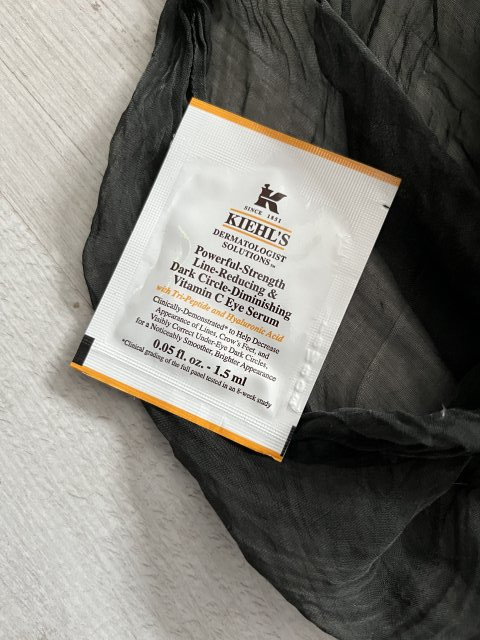 K
SINCE 1851
KIEHL'S
DERMATOLOGIST
SOLUTIONS™
Powerful-Strength
Line-Reducing &
Dark Circle-Diminishing
Vitamin C Eye Serum
with Tri-Peptide and Hyaluronic Acid
Clinically-Demonstrated* to Help Decrease
Appearance of Lines, Crow's Feet, and
Visibly Correct Under-Eye Dark Circles,
for a Noticeably Smoother, Brighter Appearance
0.05 fl. oz. - 1.5 ml
*Clinical grading of the full panel tested in an 8-week study